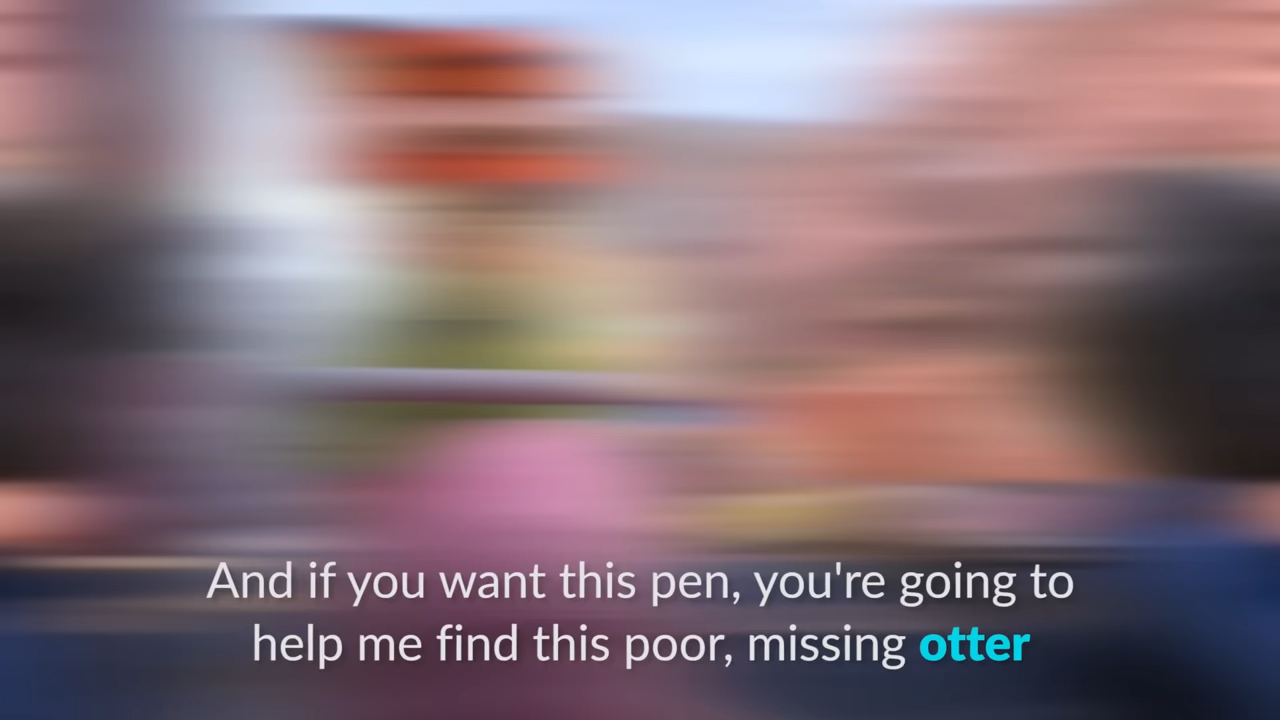 And if you want this pen, you're going to
help me find this poor, missing otter